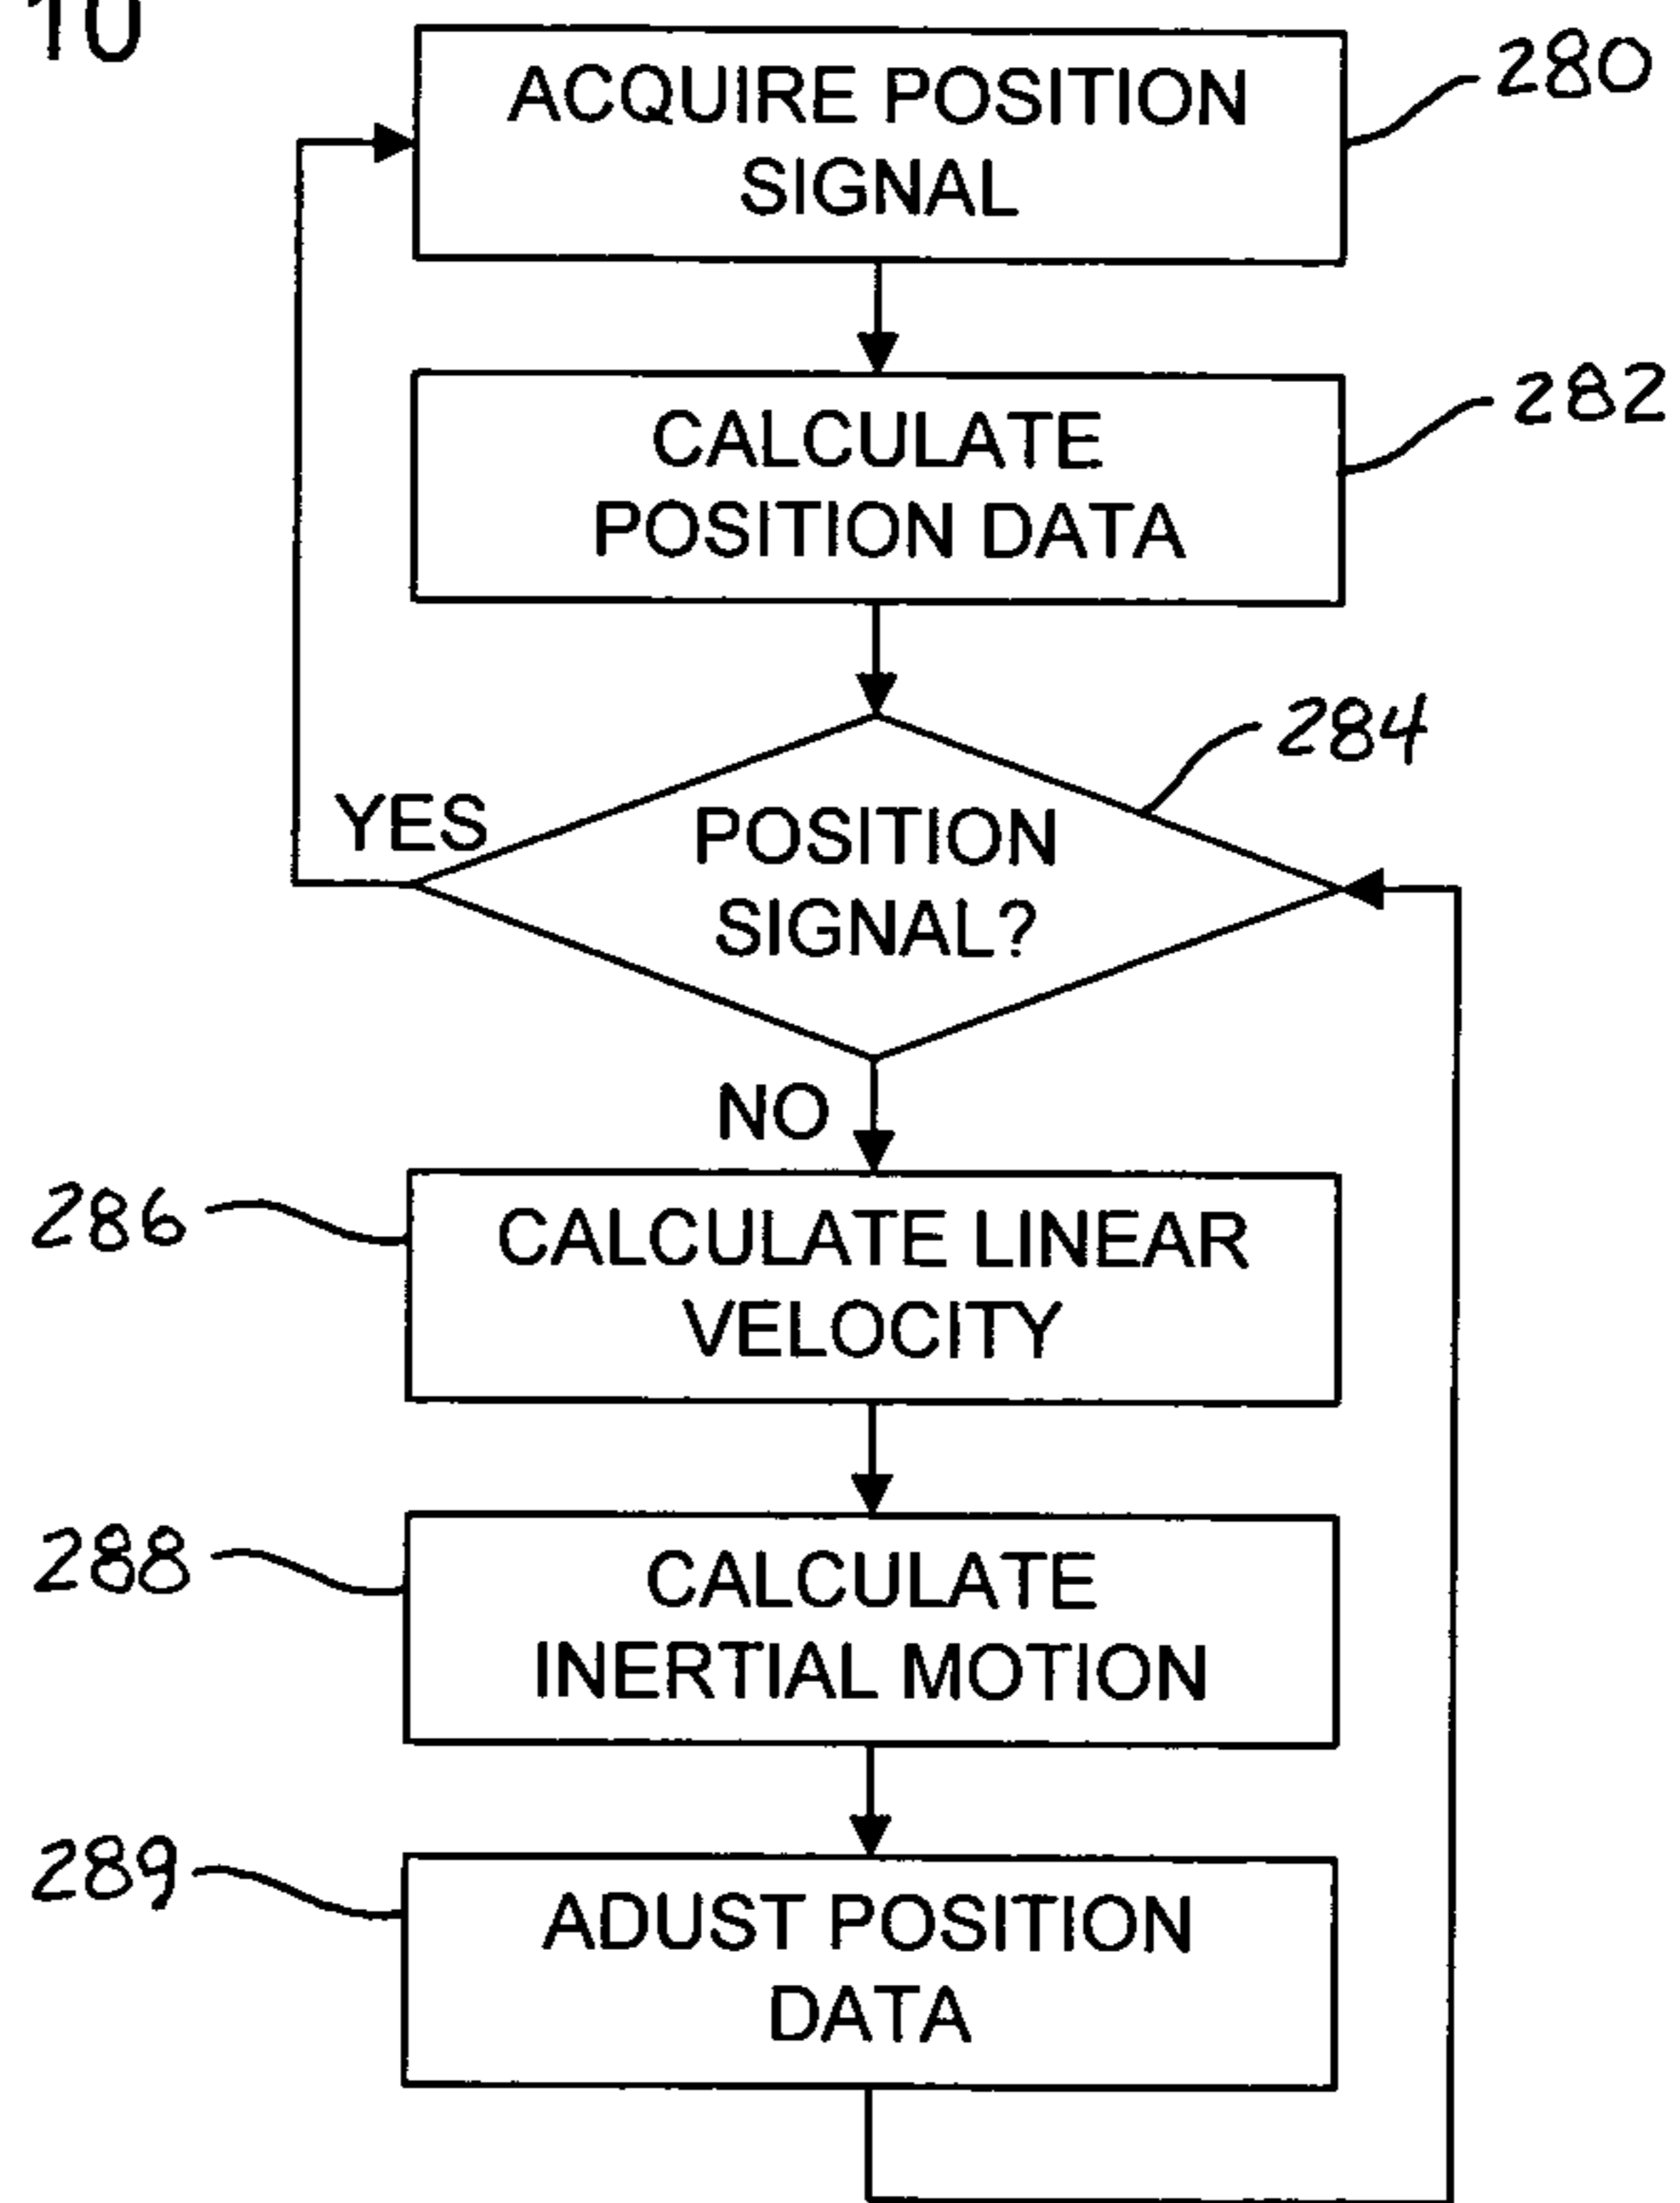 10
ACQUIRE POSITION
SIGNAL
280
CALCULATE
POSITION DATA
282
284
YES
POSITION
SIGNAL?
NO
286
CALCULATE LINEAR
VELOCITY
288
CALCULATE
INERTIAL MOTION
289
ADUST POSITION
DATA